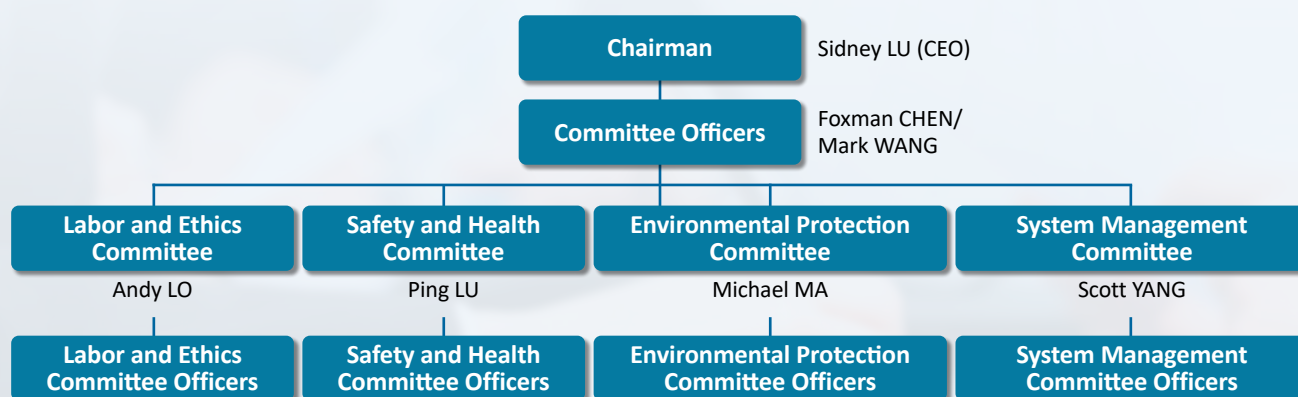 Chairman
Sidney LU (CEO)
Committee Officers
Foxman CHEN/
Mark WANG
Labor and Ethics
Committee
Safety and Health
Committee
Environmental Protection
Committee
System Management
Committee
Andy LO
Ping LU
Michael MA
Scott YANG
Labor and Ethics
Committee Officers
Safety and Health
Committee Officers
Environmental Protection
Committee Officers
System Management
Committee Officers